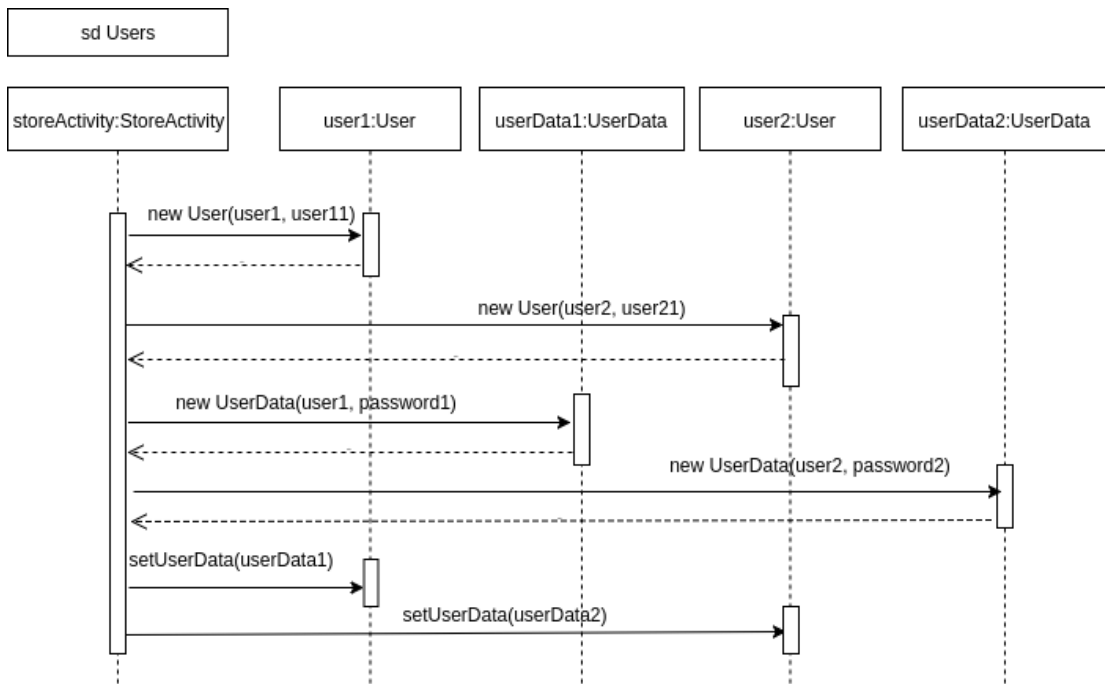 sd Users
storeActivity:StoreActivity
user1:User
userData1:UserData
user2:User
userData2:UserData
new User(user1, user11)
new User(user2, user21)
new UserData(user1, password1)
new UserData(user2, password2)
setUserData(userData1)
setUserData(userData2)